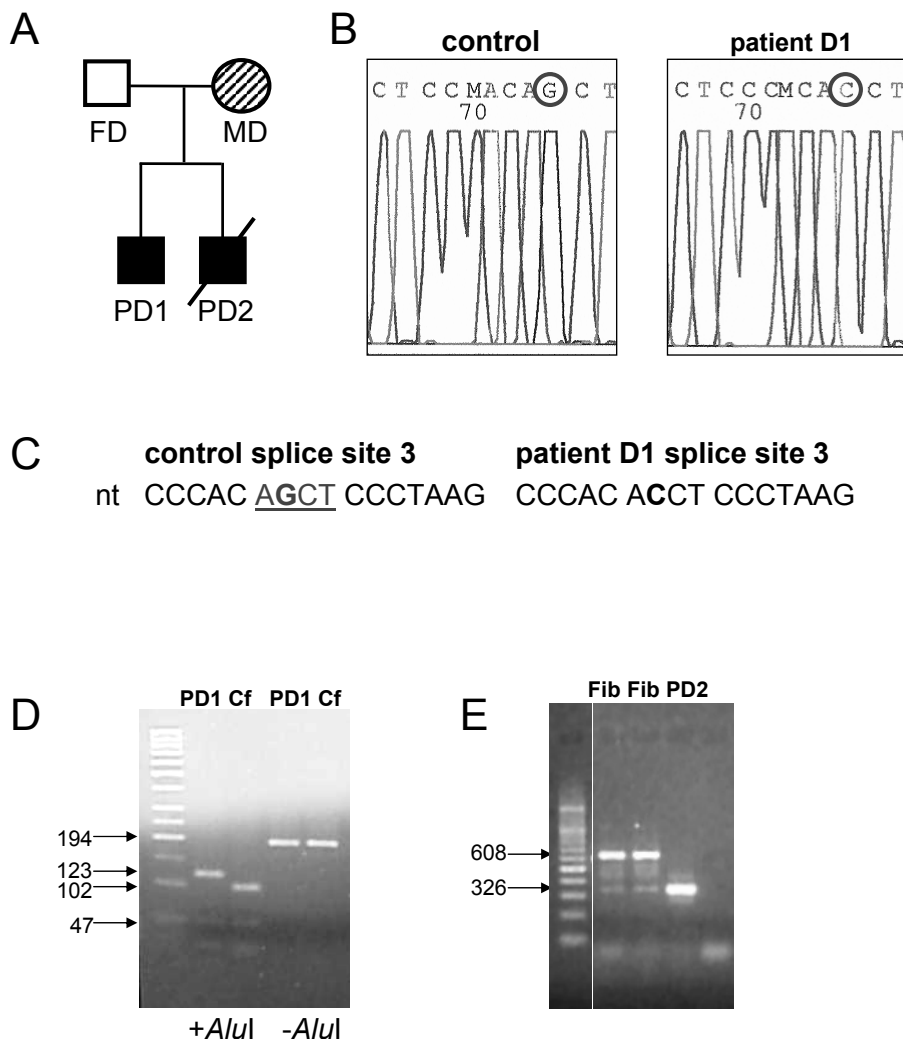 A
FD
MD
PD1
PD2
B
control
C T C C M A C A G C T
70
patient D1
C T C C C M C A C C T
70
C
control splice site 3
patient D1 splice site 3
nt CCCAC AGCT CCCTAAG
CCCAC ACCT CCCTAAG
D
PD1 Cf PD1 Cf
194
123
102
47
+AluI -AluI
E
Fib Fib PD2
608
326